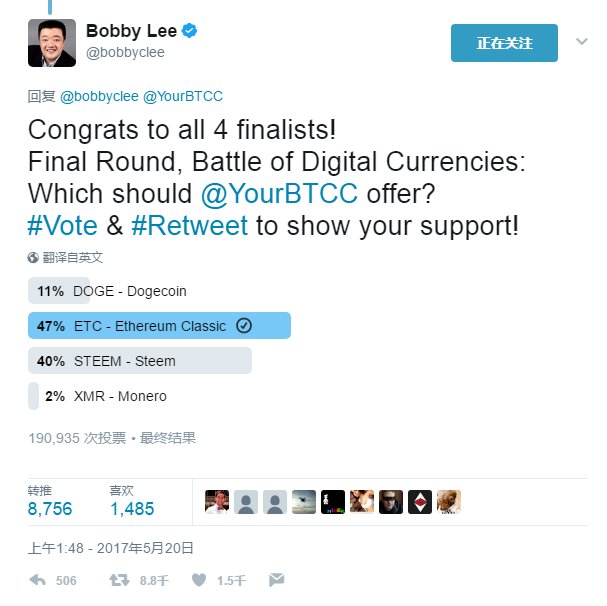 Bobby Lee
@bobbyclee
正在关注
回复 @bobbyclee @YourBTCC
Congrats to all 4 finalists!
Final Round, Battle of Digital Currencies:
Which should @YourBTCC offer?
#Vote & #Retweet to show your support!
翻译自英文
11% DOGE - Dogecoin
47% ETC - Ethereum Classic
40% STEEM - Steem
2% XMR - Monero
190,935 次投票 • 最终结果
转推 喜欢
8,756 1,485
上午1:48 - 2017年5月20日
506 8.8千 1.5千